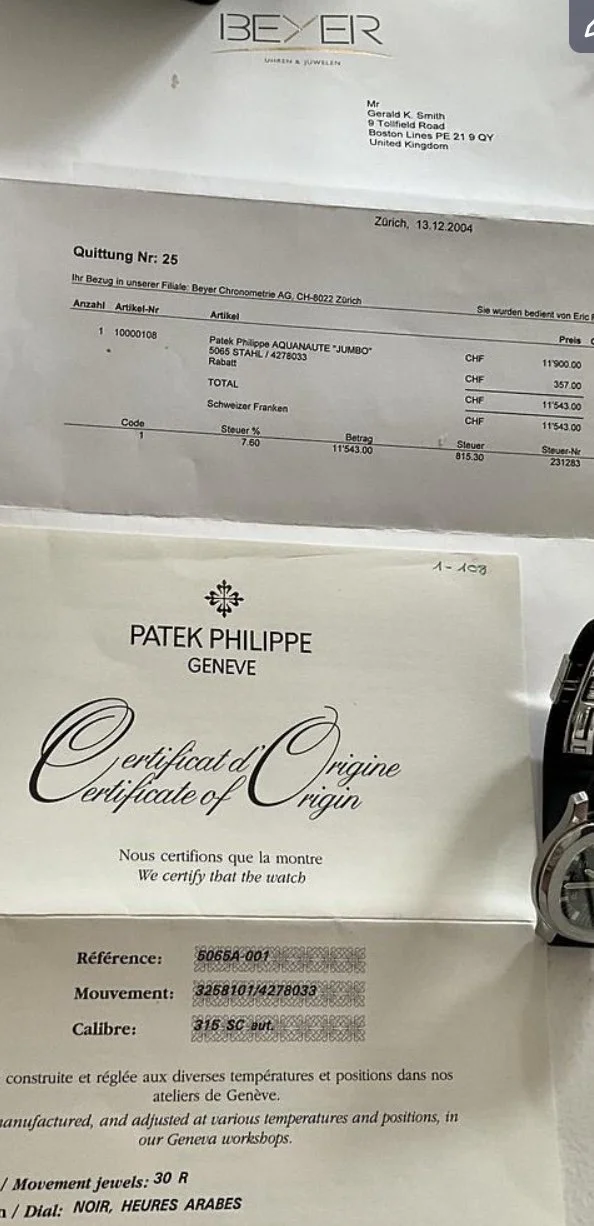 BEYER
UHREN & JUWELEN
Mr
Gerald K. Smith
9 Tollfield Road
Boston Lines PE 21 9 QY
United Kingdom
Zürich, 13.12.2004
Quittung Nr: 25
Ihr Bezug in unserer Filiale: Beyer Chronometrie AG, CH-8022 Zürich
Sie wurden bedient von Eric
Anzahl Artikel-Nr Artikel Preis
1 10000108 Patek Philippe AQUANAUTE "JUMBO" CHF 11'900.00
5065 STAHL / 4278033
Rabatt CHF 357.00
TOTAL CHF 11'543.00
Schweizer Franken CHF 11'543.00
Code Steuer % Betrag Steuer Steuer-Nr
1 7.60 11'543.00 815.30 231283
1-103
PATEK PHILIPPE
GENEVE
Certificat d'Origine
Certificate of Origin
Nous certifions que la montre
We certify that the watch
Référence: 5065A-001
Mouvement: 3258101/4278033
Calibre: 315 SC aut.
construite et réglée aux diverses températures et positions dans nos
ateliers de Genève.
manufactured, and adjusted at various temperatures and positions, in
our Geneva workshops.
/ Movement jewels: 30 R
/ Dial: NOIR, HEURES ARABES